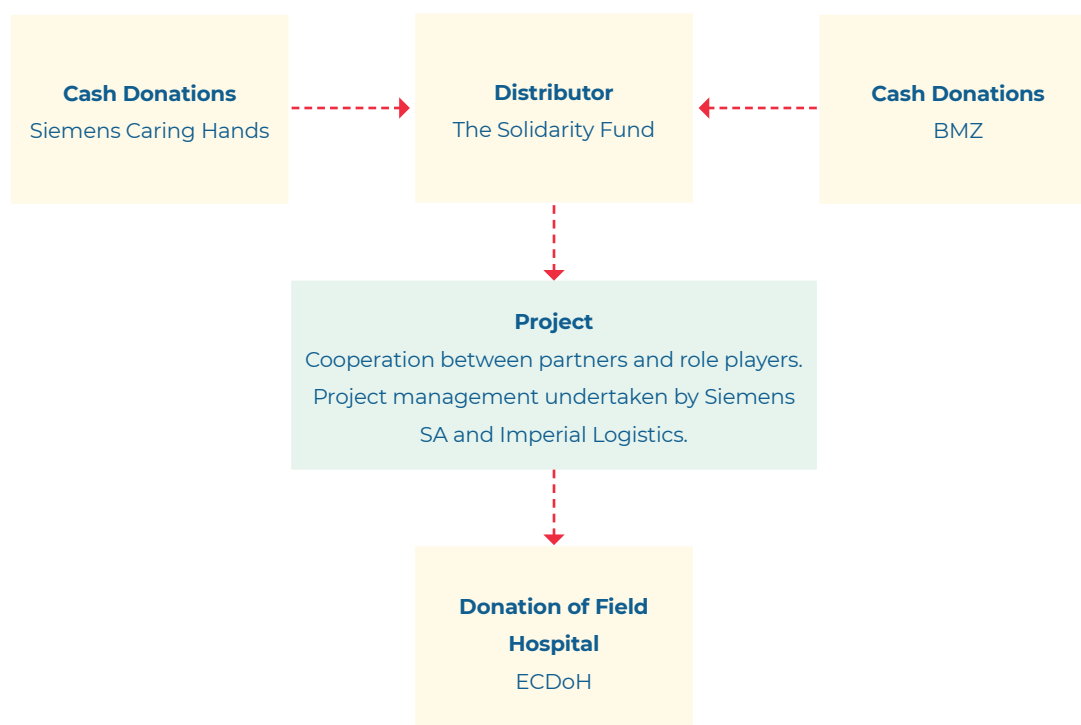 Cash Donations
Siemens Caring Hands
Distributor
The Solidarity Fund
Cash Donations
BMZ
Project
Cooperation between partners and role players.
Project management undertaken by Siemens
SA and Imperial Logistics.
Donation of Field
Hospital
ECDoH